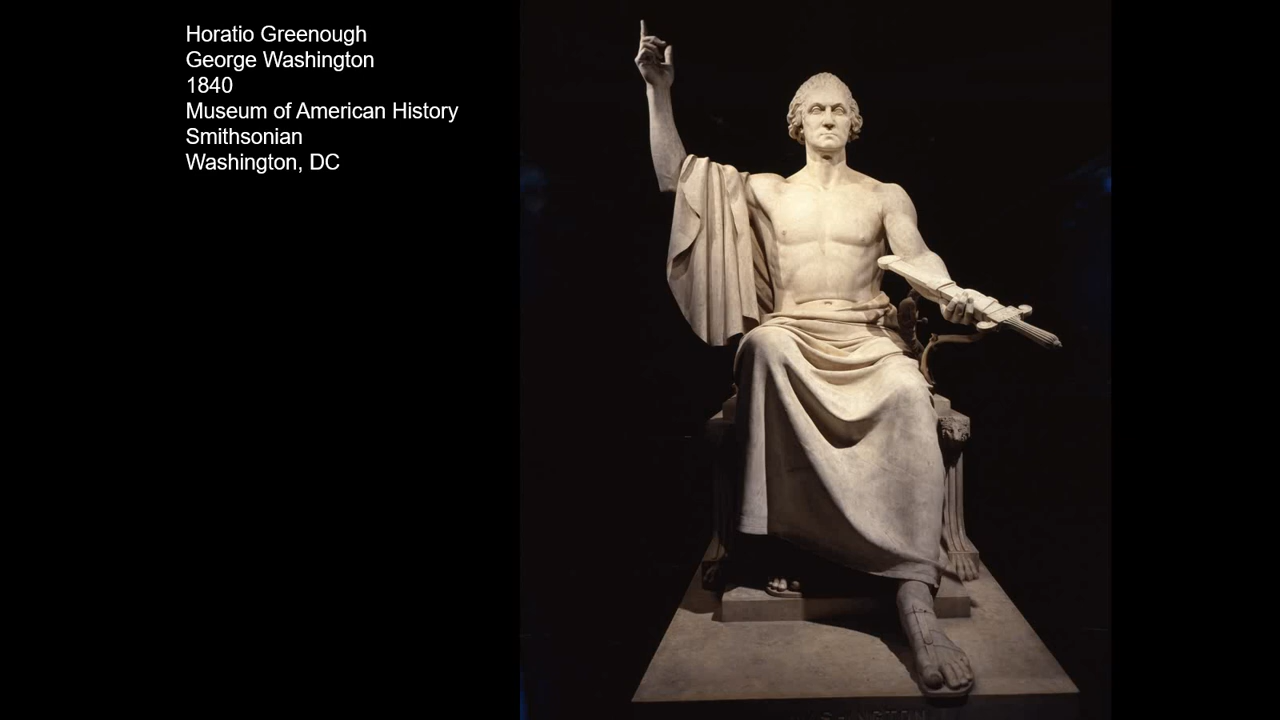 Horatio Greenough
George Washington
1840
Museum of American History
Smithsonian
Washington, DC